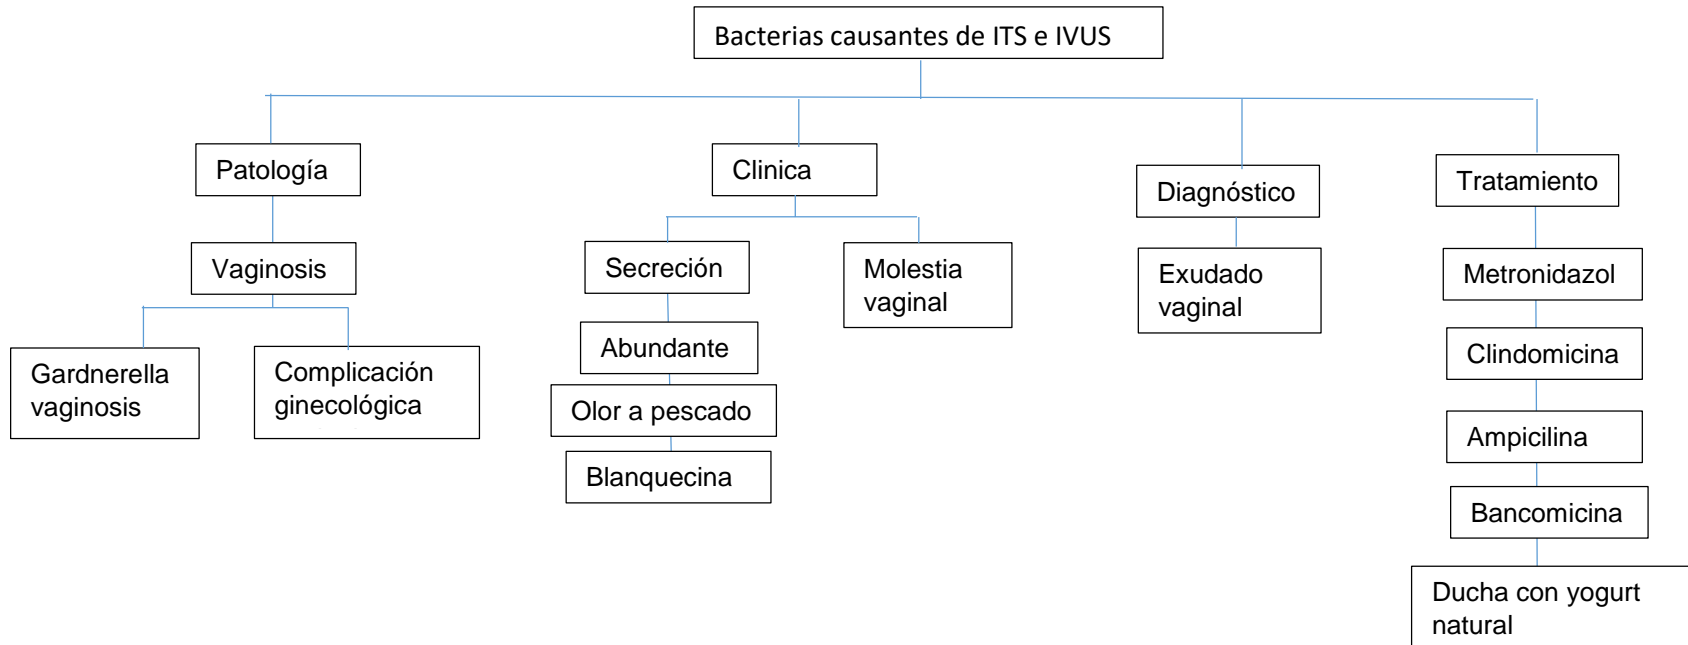 Bacterias causantes de ITS e IVUS
Patología
Clinica
Diagnóstico
Tratamiento
Vaginosis
Secreción
Molestia
vaginal
Exudado
vaginal
Metronidazol
Gardnerella
vaginosis
Complicación
ginecológica
Abundante
Olor a pescado
Blanquecina
Clindomicina
Ampicilina
Bancomicina
Ducha con yogurt
natural